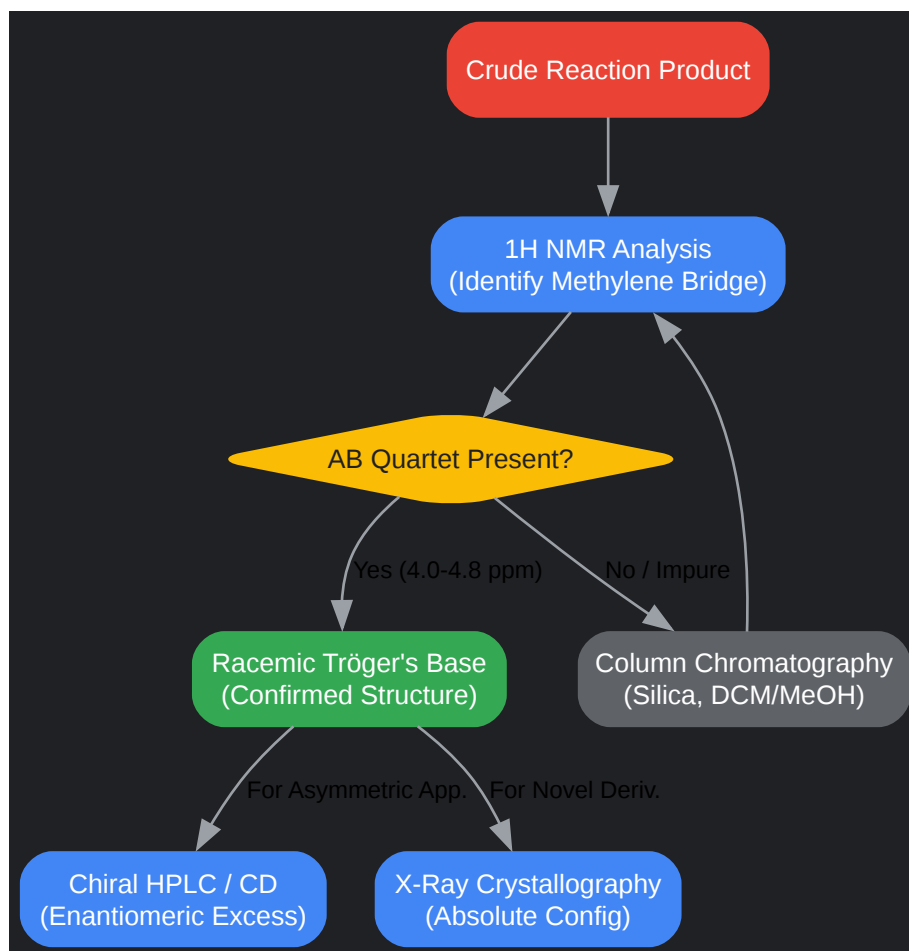 Crude Reaction Product
1H NMR Analysis
(Identify Methylene Bridge)
AB Quartet Present?
Yes (4.0-4.8 ppm)
No / Impure
Racemic Tröger's Base
(Confirmed Structure)
Column Chromatography
(Silica, DCM/MeOH)
For Asymmetric App.
For Novel Deriv.
Chiral HPLC / CD
(Enantiomeric Excess)
X-Ray Crystallography
(Absolute Config)